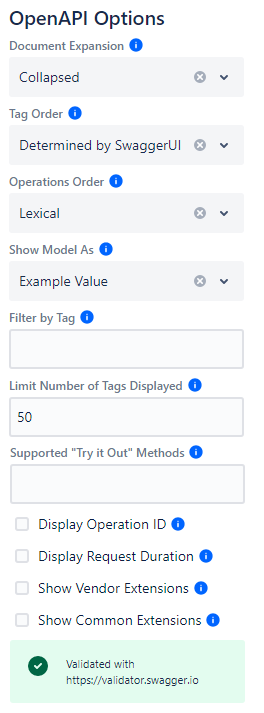 OpenAPI Options
Document Expansion
Collapsed
Tag Order
Determined by SwaggerUI
Operations Order
Lexical
Show Model As
Example Value
Filter by Tag
Limit Number of Tags Displayed
50
Supported "Try it Out" Methods
Display Operation ID
Display Request Duration
Show Vendor Extensions
Show Common Extensions
Validated with
https://validator.swagger.io